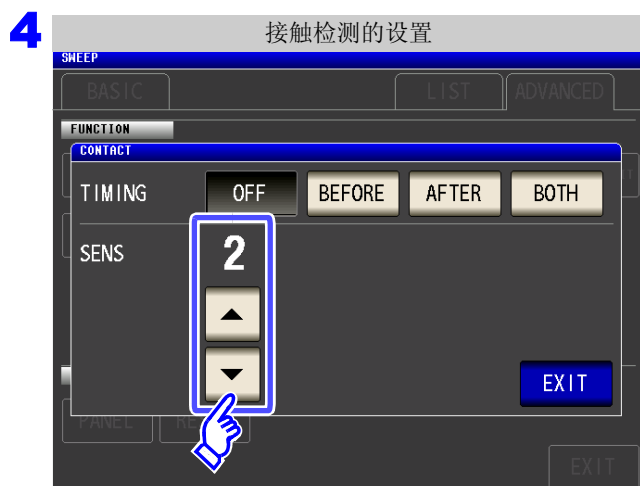 4
接触检测的设置
SWEEP
BASIC LIST ADVANCED
FUNCTION
CONTACT
TIMING OFF BEFORE AFTER BOTH
SENS 2
EXIT
PANEL
EXIT